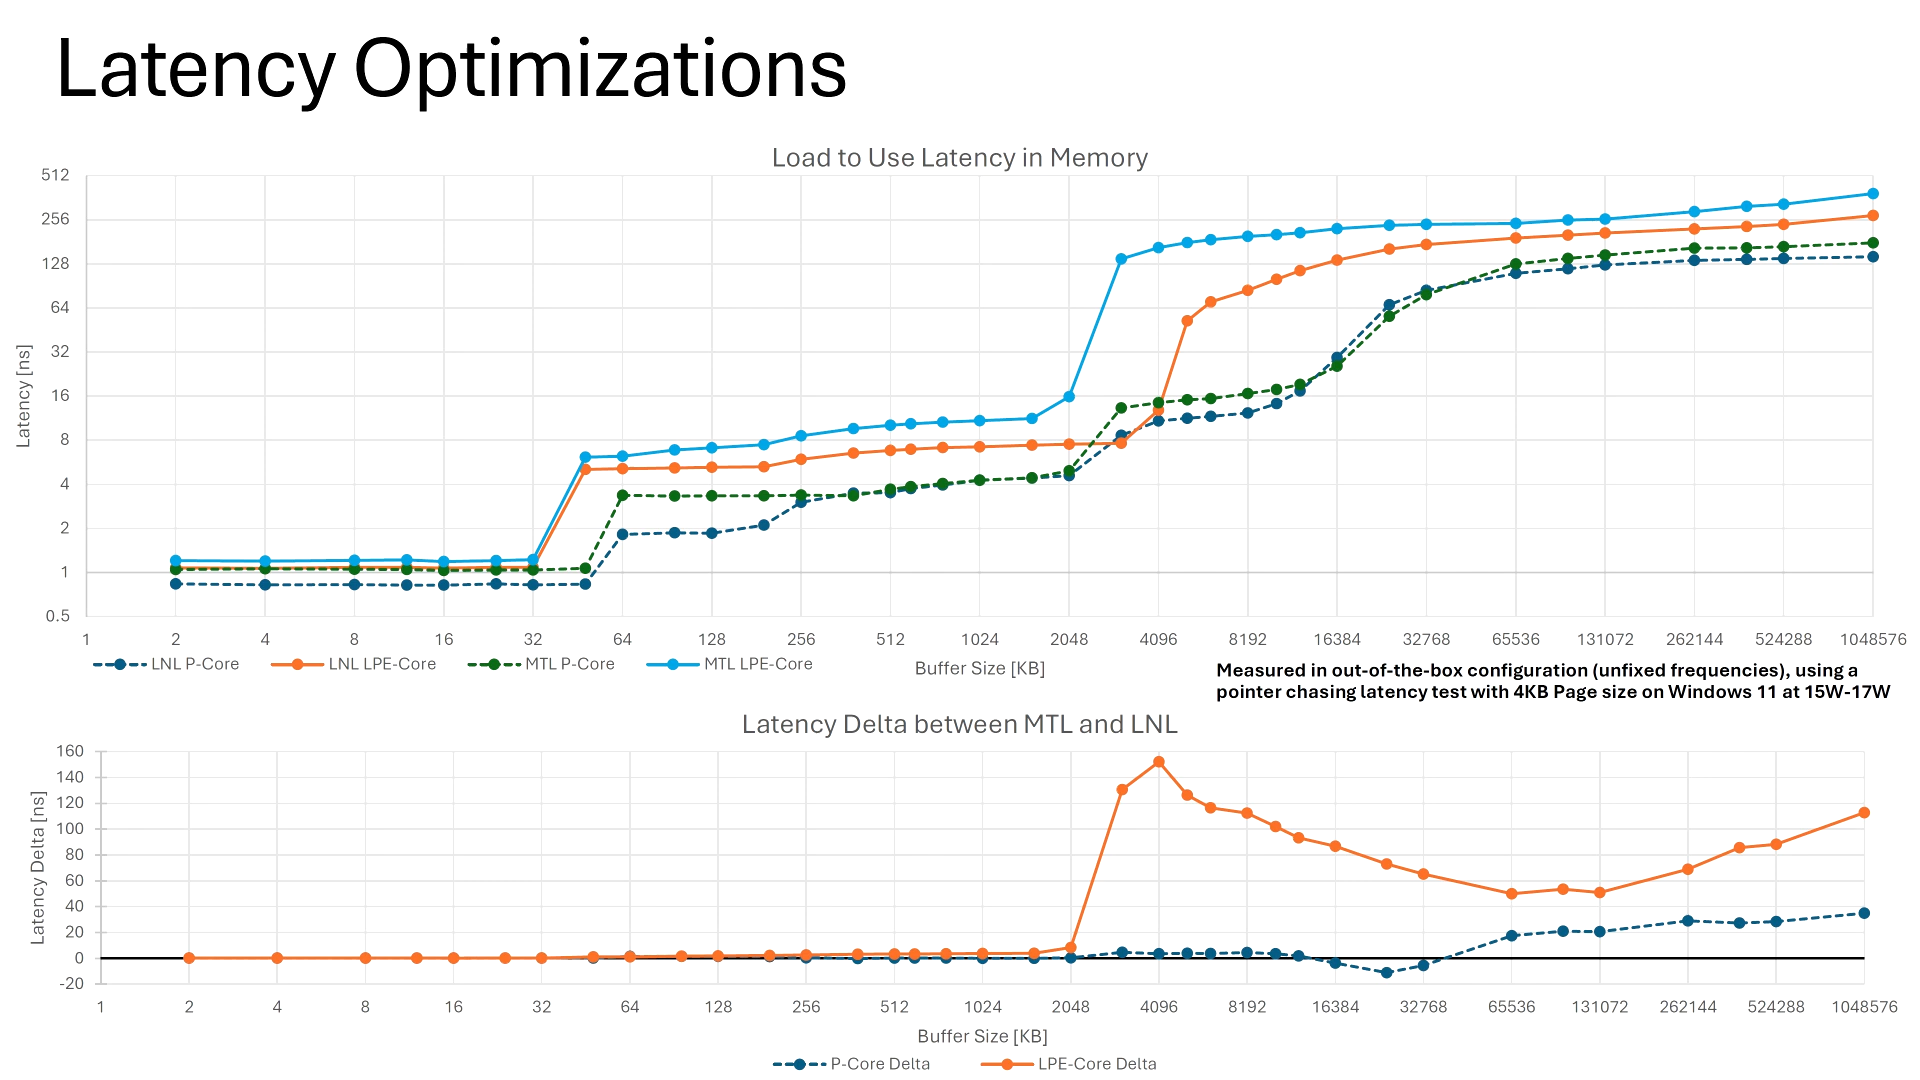 Latency Optimizations
Load to Use Latency in Memory
512
256
128
64
32
16
8
4
2
1
0.5
Latency [ns]
1 2 4 8 16 32 64 128 256 512 1024 2048 4096 8192 16384 32768 65536 131072 262144 524288 1048576
LNL P-Core LNL LPE-Core MTL P-Core MTL LPE-Core
Buffer Size [KB]
Measured in out-of-the-box configuration (unfixed frequencies), using a
pointer chasing latency test with 4KB Page size on Windows 11 at 15W-17W
Latency Delta between MTL and LNL
160
140
120
100
80
60
40
20
0
-20
Latency Delta [ns]
1 2 4 8 16 32 64 128 256 512 1024 2048 4096 8192 16384 32768 65536 131072 262144 524288 1048576
Buffer Size [KB]
P-Core Delta LPE-Core Delta